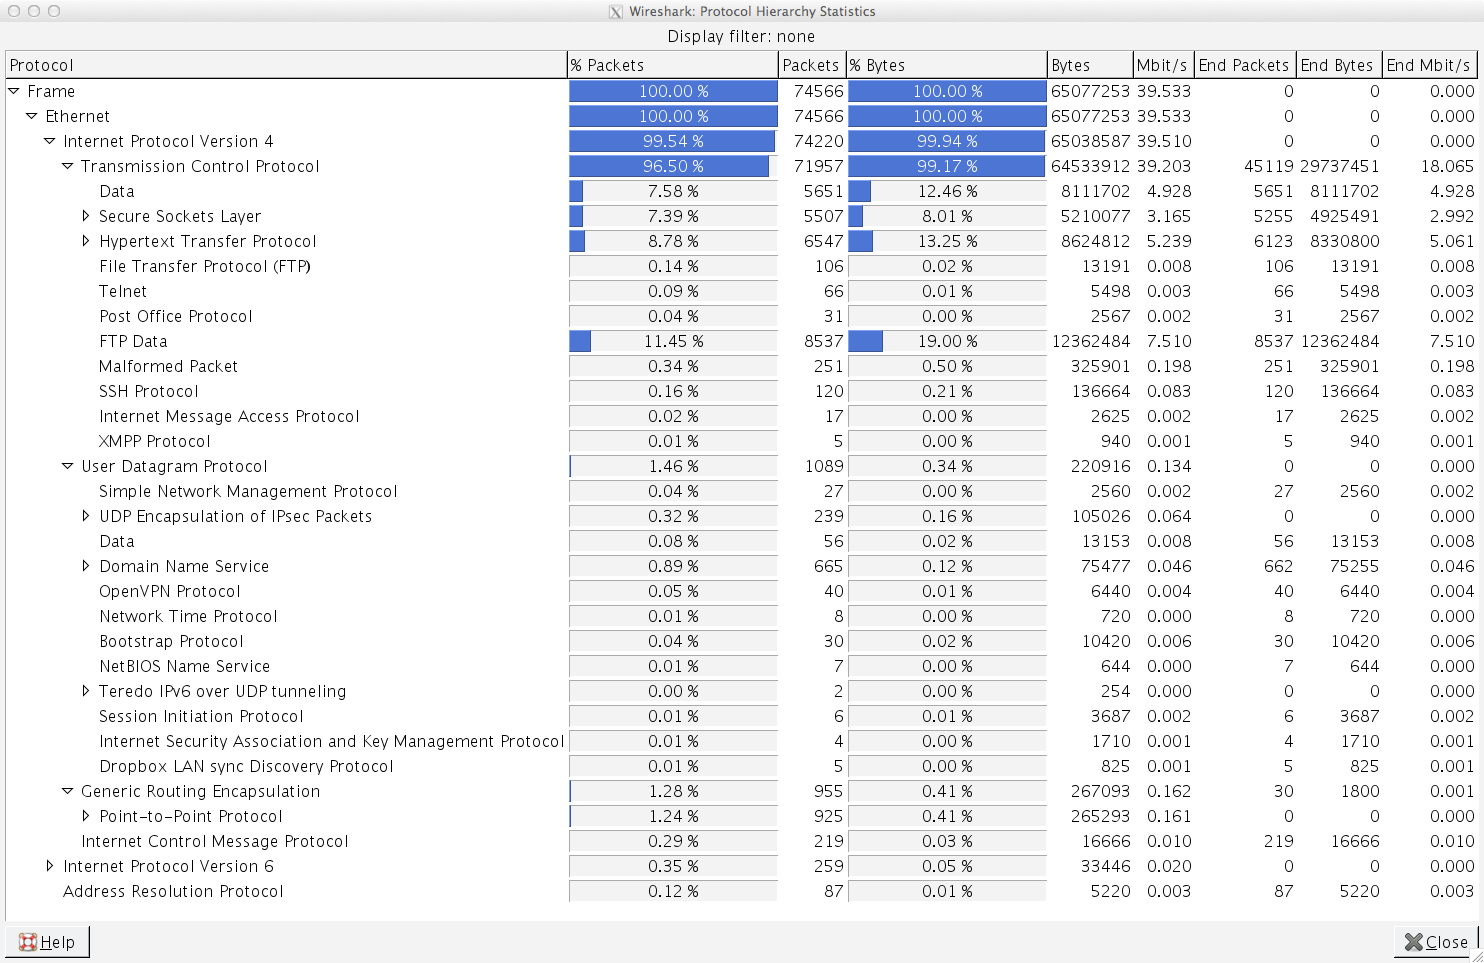 Wireshark: Protocol Hierarchy Statistics
Display filter: none
Protocol % Packets Packets % Bytes Bytes Mbit/s End Packets End Bytes End Mbit/s
Frame 100.00 % 74566 100.00 % 65077253 39.533 0 0 0.000
Ethernet 100.00 % 74566 100.00 % 65077253 39.533 0 0 0.000
Internet Protocol Version 4 99.54 % 74220 99.94 % 65038587 39.510 0 0 0.000
Transmission Control Protocol 96.50 % 71957 99.17 % 64533912 39.203 45119 29737451 18.065
Data 7.58 % 5651 12.46 % 8111702 4.928 5651 8111702 4.928
Secure Sockets Layer 7.39 % 5507 8.01 % 5210077 3.165 5255 4925491 2.992
Hypertext Transfer Protocol 8.78 % 6547 13.25 % 8624812 5.239 6123 8330800 5.061
File Transfer Protocol (FTP) 0.14 % 106 0.02 % 13191 0.008 106 13191 0.008
Telnet 0.09 % 66 0.01 % 5498 0.003 66 5498 0.003
Post Office Protocol 0.04 % 31 0.00 % 2567 0.002 31 2567 0.002
FTP Data 11.45 % 8537 19.00 % 12362484 7.510 8537 12362484 7.510
Malformed Packet 0.34 % 251 0.50 % 325901 0.198 251 325901 0.198
SSH Protocol 0.16 % 120 0.21 % 136664 0.083 120 136664 0.083
Internet Message Access Protocol 0.02 % 17 0.00 % 2625 0.002 17 2625 0.002
XMPP Protocol 0.01 % 5 0.00 % 940 0.001 5 940 0.001
User Datagram Protocol 1.46 % 1089 0.34 % 220916 0.134 0 0 0.000
Simple Network Management Protocol 0.04 % 27 0.00 % 2560 0.002 27 2560 0.002
UDP Encapsulation of IPsec Packets 0.32 % 239 0.16 % 105026 0.064 0 0 0.000
Data 0.08 % 56 0.02 % 13153 0.008 56 13153 0.008
Domain Name Service 0.89 % 665 0.12 % 75477 0.046 662 75255 0.046
OpenVPN Protocol 0.05 % 40 0.01 % 6440 0.004 40 6440 0.004
Network Time Protocol 0.01 % 8 0.00 % 720 0.000 8 720 0.000
Bootstrap Protocol 0.04 % 30 0.02 % 10420 0.006 30 10420 0.006
NetBIOS Name Service 0.01 % 7 0.00 % 644 0.000 7 644 0.000
Teredo IPv6 over UDP tunneling 0.00 % 2 0.00 % 254 0.000 0 0 0.000
Session Initiation Protocol 0.01 % 6 0.01 % 3687 0.002 6 3687 0.002
Internet Security Association and Key Management Protocol 0.01 % 4 0.00 % 1710 0.001 4 1710 0.001
Dropbox LAN sync Discovery Protocol 0.01 % 5 0.00 % 825 0.001 5 825 0.001
Generic Routing Encapsulation 1.28 % 955 0.41 % 267093 0.162 30 1800 0.001
Point-to-Point Protocol 1.24 % 925 0.41 % 265293 0.161 0 0 0.000
Internet Control Message Protocol 0.29 % 219 0.03 % 16666 0.010 219 16666 0.010
Internet Protocol Version 6 0.35 % 259 0.05 % 33446 0.020 0 0 0.000
Address Resolution Protocol 0.12 % 87 0.01 % 5220 0.003 87 5220 0.003
Help Close